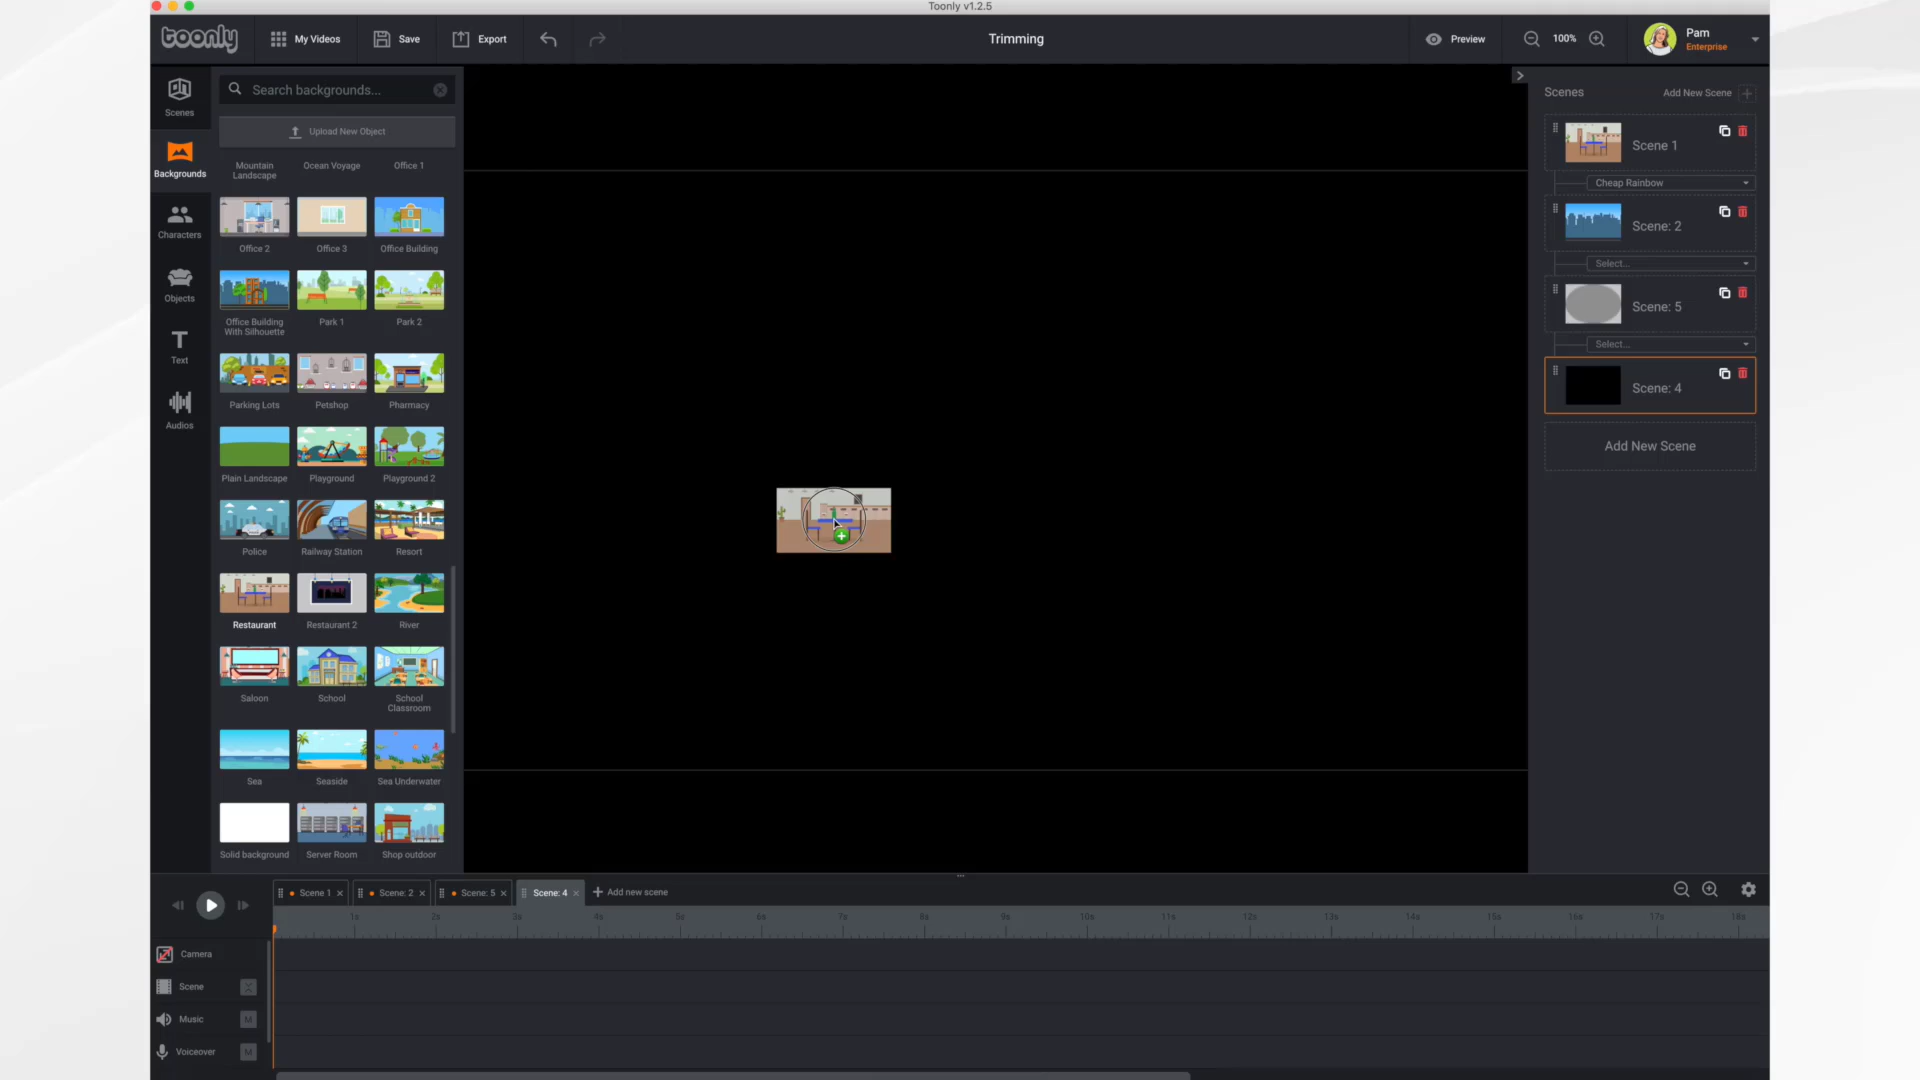 Toonly v1.2.5
toonly
My Videos
Save
Export
Trimming
Preview
100%
Pam
Enterprise
Scenes
Backgrounds
Characters
Objects
Text
Audios
Search backgrounds...
Upload New Object
Mountain Landscape
Ocean Voyage
Office 1
Office 2
Office 3
Office Building
Office Building With Silhouette
Park 1
Park 2
Parking Lots
Petshop
Pharmacy
Plain Landscape
Playground
Playground 2
Police
Railway Station
Resort
Restaurant
Restaurant 2
River
Saloon
School
School Classroom
Sea
Seaside
Sea Underwater
Solid background
Server Room
Shop outdoor
Scenes
Add New Scene
Scene 1
Cheap Rainbow
Scene: 2
Select...
Scene: 5
Select...
Scene: 4
Add New Scene
Scene 1
Scene: 2
Scene: 5
Scene: 4
Add new scene
1s 2s 3s 4s 5s 6s 7s 8s 9s 10s 11s 12s 13s 14s 15s 16s 17s 18s
Camera
Scene
Music
M
Voiceover
M